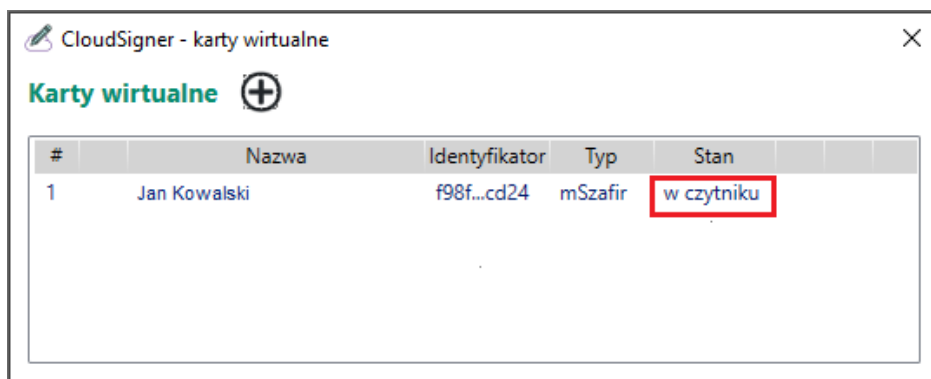 CloudSigner - karty wirtualne
Karty wirtualne
# Nazwa Identyfikator Typ Stan
1 Jan Kowalski f98f...cd24 mSzafir w czytniku